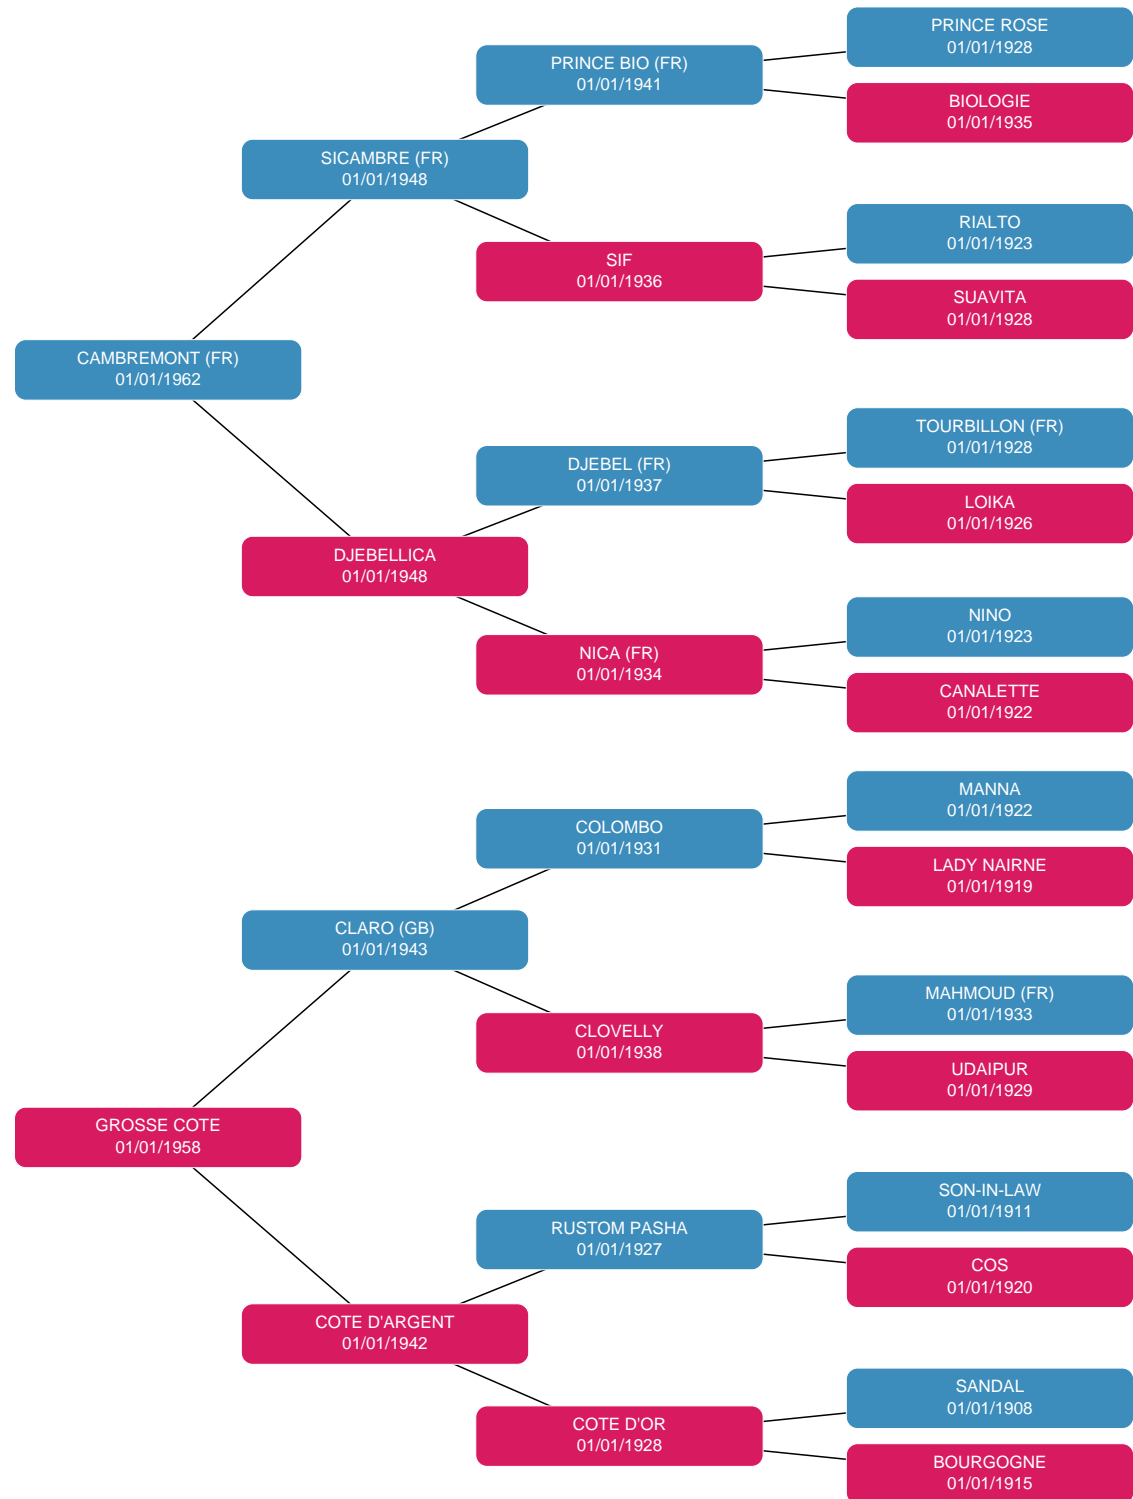 PRINCE ROSE
01/01/1928
PRINCE BIO (FR)
01/01/1941
BIOLOGIE
01/01/1935
SICAMBRE (FR)
01/01/1948
RIALTO
01/01/1923
SIF
01/01/1936
SUAVITA
01/01/1928
CAMBREMONT (FR)
01/01/1962
TOURBILLON (FR)
01/01/1928
DJEBEL (FR)
01/01/1937
LOIKA
01/01/1926
DJEBELLICA
01/01/1948
NINO
01/01/1923
NICA (FR)
01/01/1934
CANALETTE
01/01/1922
MANNA
01/01/1922
COLOMBO
01/01/1931
LADY NAIRNE
01/01/1919
CLARO (GB)
01/01/1943
MAHMOUD (FR)
01/01/1933
CLOVELLY
01/01/1938
UDAIPUR
01/01/1929
GROSSE COTE
01/01/1958
SON-IN-LAW
01/01/1911
RUSTOM PASHA
01/01/1927
COS
01/01/1920
COTE D'ARGENT
01/01/1942
SANDAL
01/01/1908
COTE D'OR
01/01/1928
BOURGOGNE
01/01/1915